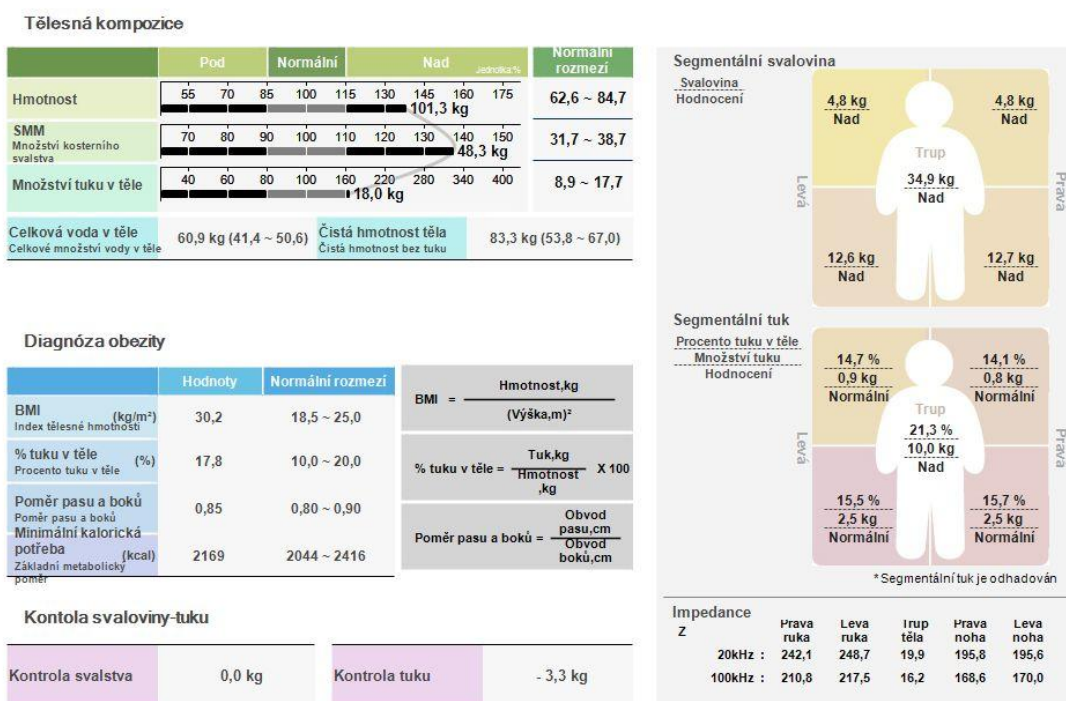 Tělesná kompozice
Pod Normální Nad Jednotka:% Normální rozmezí
Hmotnost 55 70 85 100 115 130 145 160 175 62,6 ~ 84,7
101,3 kg
SMM 70 80 90 100 110 120 130 140 150 31,7 ~ 38,7
Množství kosterního
svalstva
48,3 kg
Množství tuku v těle 40 60 80 100 160 220 280 340 400 8,9 ~ 17,7
18,0 kg
Celková voda v těle 60,9 kg (41,4 ~ 50,6) Čistá hmotnost těla 83,3 kg (53,8 ~ 67,0)
Celkové množství vody v těle Čistá hmotnost bez tuku
Diagnóza obezity
Hodnoty Normální rozmezí
BMI (kg/m²) 30,2 18,5 ~ 25,0
Index tělesné hmotnosti
% tuku v těle (%) 17,8 10,0 ~ 20,0
Procento tuku v těle
Poměr pasu a boků 0,85 0,80 ~ 0,90
Poměr pasu a boků
Minimální kalorická
potřeba (kcal) 2169 2044 ~ 2416
Základní metabolický
poměr
BMI = Hmotnost,kg
(Výška,m)²
% tuku v těle = Tuk,kg X 100
Hmotnost
,kg
Poměr pasu a boků = Obvod
pasu,cm
Obvod
boků,cm
Kontola svaloviny-tuku
Kontrola svalstva 0,0 kg Kontrola tuku - 3,3 kg
Segmentální svalovina
Svalovina
Hodnocení
4,8 kg 4,8 kg
Nad Nad
Trup
34,9 kg
Nad
Levá Prava
12,6 kg 12,7 kg
Nad Nad
Segmentální tuk
Procento tuku v těle
Množství tuku
Hodnocení
14,7 % 14,1 %
0,9 kg 0,8 kg
Normální Normální
Trup
21,3 %
10,0 kg
Nad
Levá Prava
15,5 % 15,7 %
2,5 kg 2,5 kg
Normální Normální
* Segmentální tuk je odhadován
Impedance
Z Prava ruka Leva ruka Trup těla Prava noha Leva noha
20kHz : 242,1 248,7 19,9 195,8 195,6
100kHz : 210,8 217,5 16,2 168,6 170,0